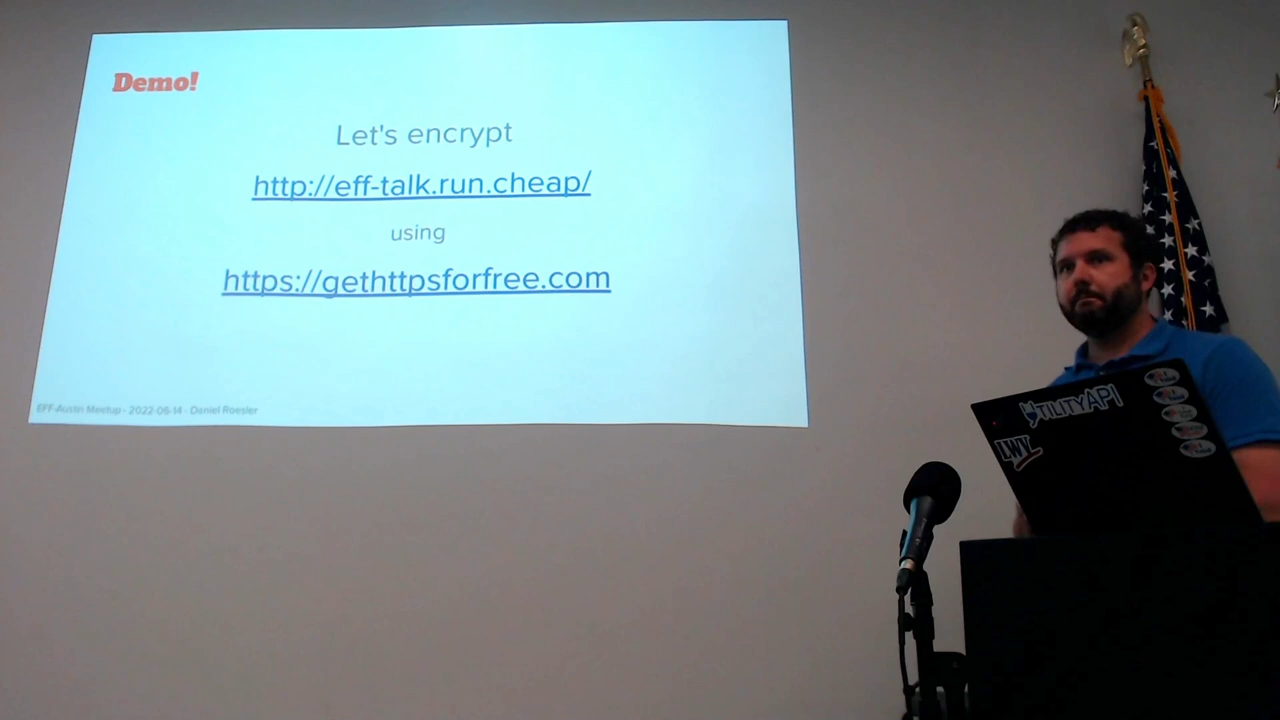 Demo!
Let's encrypt
http://eff-talk.run.cheap/
using
https://gethttpsforfree.com
EFF-Austin Meetup - 2022-06-14 - Daniel Roesler
UTILITYAPI
LWV